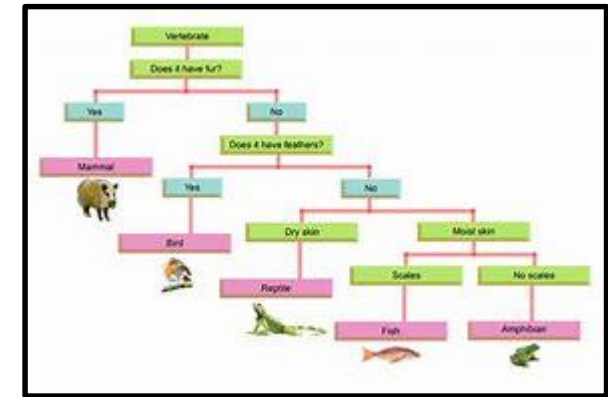 Vertebrate
Does it have fur?
Yes
No
Mammal
Does it have feathers?
Yes
No
Bird
Dry skin
Moist skin
Reptile
Scales
No scales
Fish
Amphibian